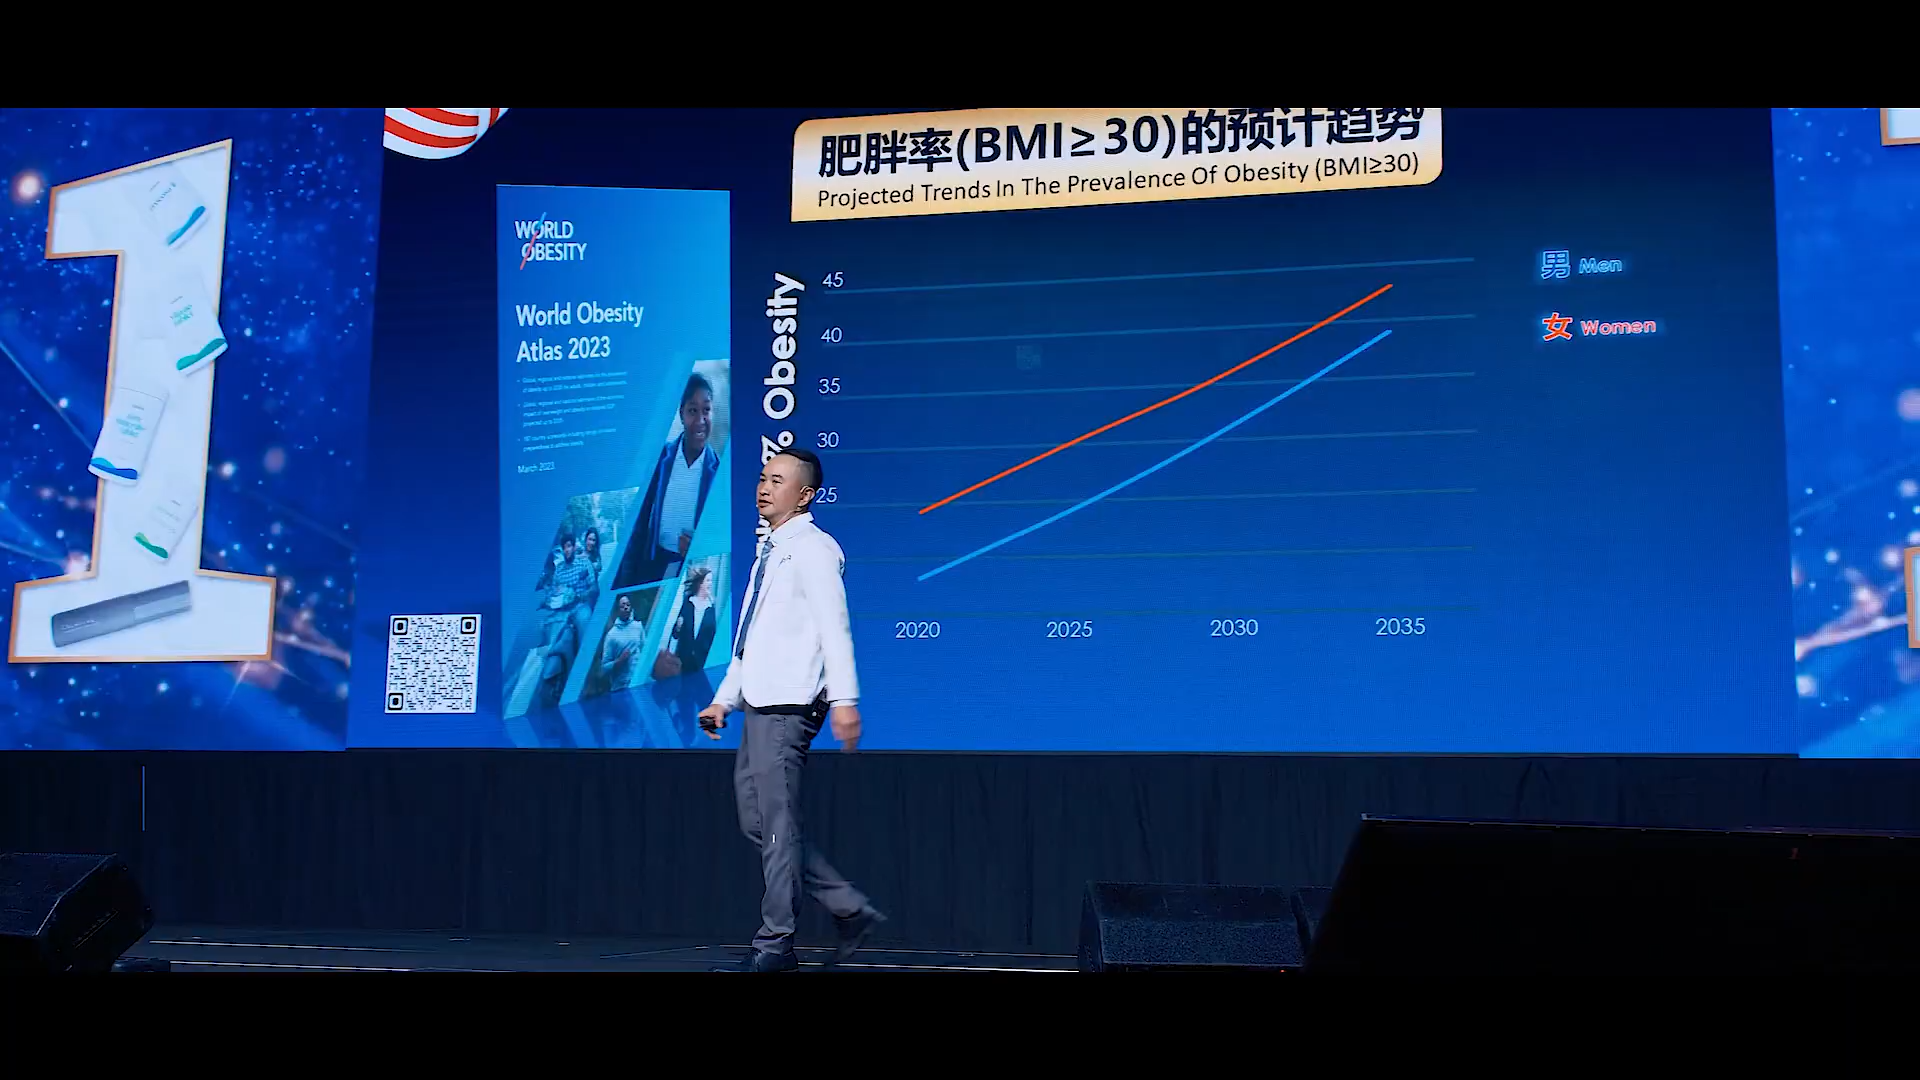 肥胖率(BMI≥30)的预计趋势
Projected Trends In The Prevalence Of Obesity (BMI≥30)
WORLD
OBESITY
World Obesity
Atlas 2023
March 2023
% Obesity
45
40
35
30
25
2020
2025
2030
2035
男 Men
女 Women
1